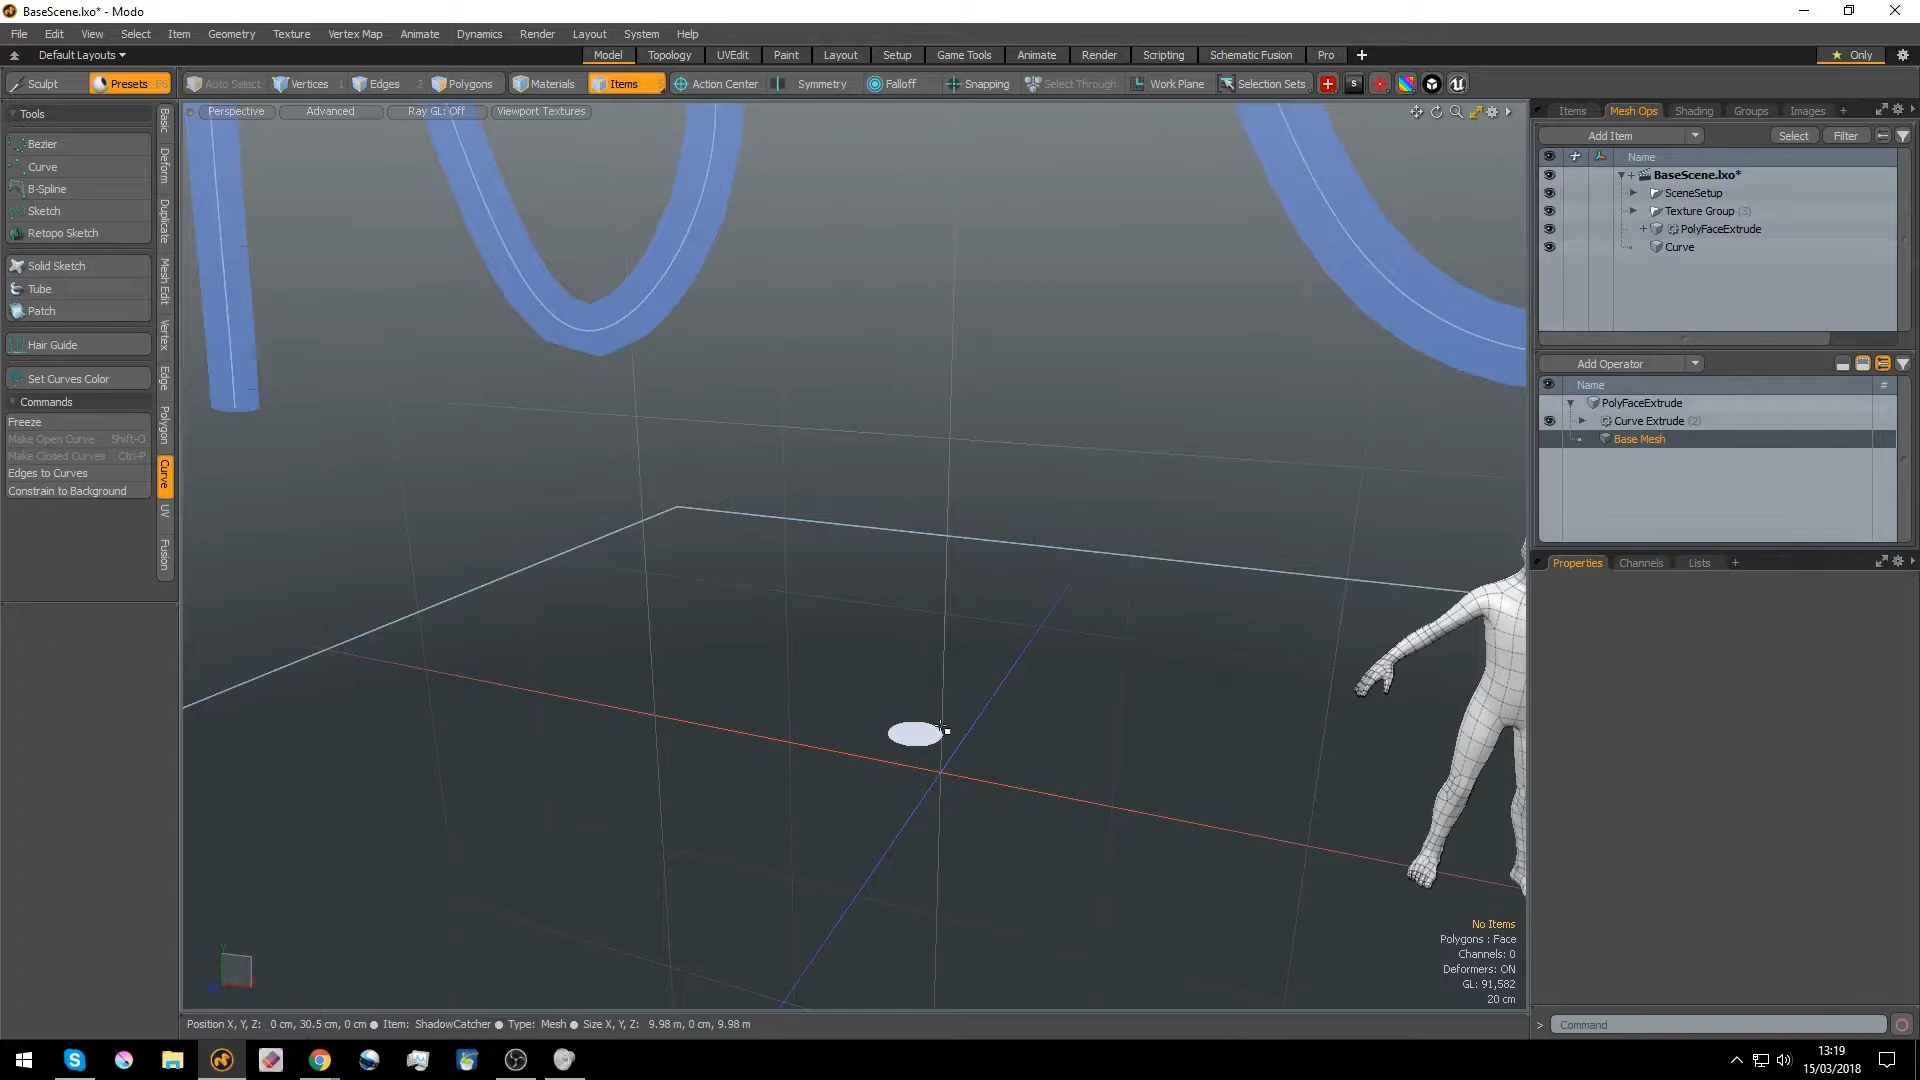 BaseScene.lxo* - Modo
File Edit View Select Item Geometry Texture Vertex Map Animate Dynamics Render Layout System Help
Default Layouts Model Topology UVEdit Paint Layout Setup Game Tools Animate Render Scripting Schematic Fusion Pro + Only
Sculpt Presets F6 Auto Select Vertices 1 Edges 2 Polygons Materials Items 5 Action Center Symmetry Falloff Snapping Select Through Work Plane Selection Sets
Tools
Bezier
Curve
B-Spline
Sketch
Retopo Sketch
Solid Sketch
Tube
Patch
Hair Guide
Set Curves Color
Commands
Freeze
Make Open Curve Shift-O
Make Closed Curves Ctrl-P
Edges to Curves
Constrain to Background
Basic
Deform
Duplicate
Mesh Edit
Vertex
Edge
Polygon
Curve
UV
Fusion
Perspective Advanced Ray GL: Off Viewport Textures
No Items
Polygons : Face
Channels: 0
Deformers: ON
GL: 91,582
20 cm
Position X, Y, Z: 0 cm, 30.5 cm, 0 cm Item: ShadowCatcher Type: Mesh Size X, Y, Z: 9.98 m, 0 cm, 9.98 m
Items Mesh Ops Shading Groups Images +
Add Item Select Filter
Name
BaseScene.lxo*
SceneSetup
Texture Group (3)
PolyFaceExtrude
Curve
Add Operator
Name #
PolyFaceExtrude
Curve Extrude (2)
Base Mesh
Properties Channels Lists +
> Command
13:19
15/03/2018